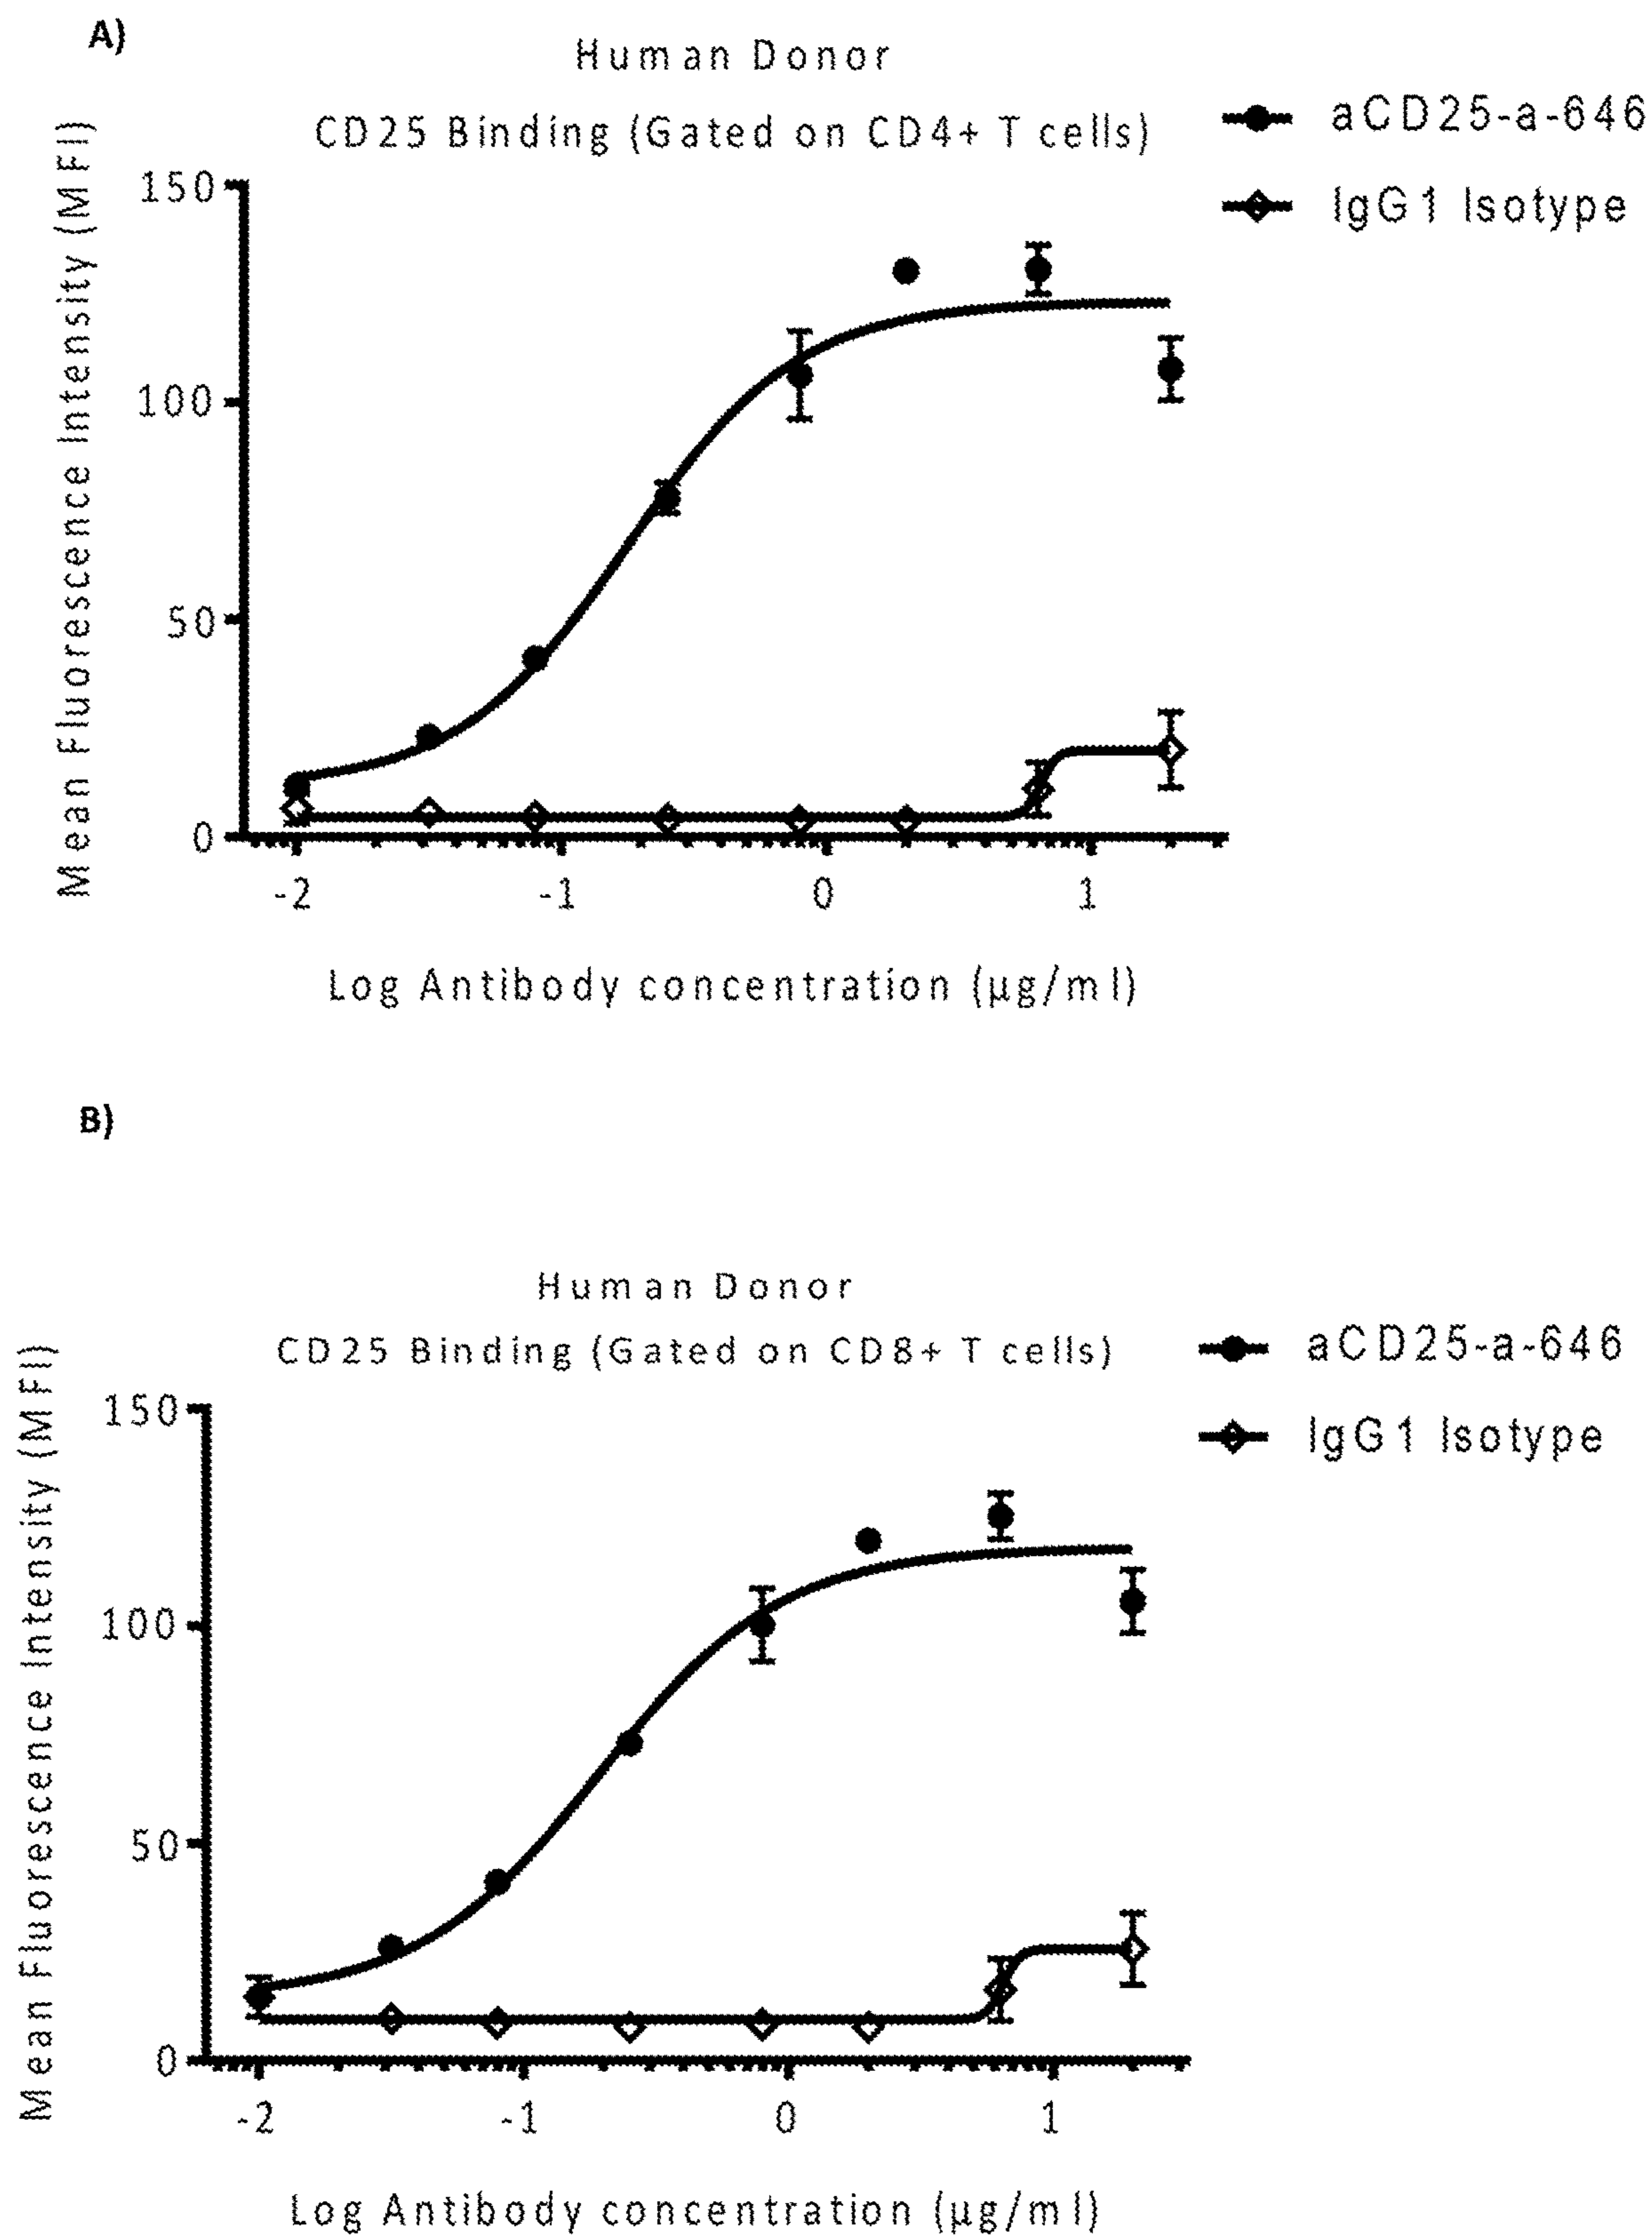 A)
Human Donor
CD25 Binding (Gated on CD4+ T cells)
aCD25-a-646
IgG1 Isotype
Mean Fluorescence Intensity (MFI)
150
100
50
0
-2 -1 0 1
Log Antibody concentration (µg/ml)
B)
Human Donor
CD25 Binding (Gated on CD8+ T cells)
aCD25-a-646
IgG1 Isotype
Mean Fluorescence Intensity (MFI)
150
100
50
0
-2 -1 0 1
Log Antibody concentration (µg/ml)